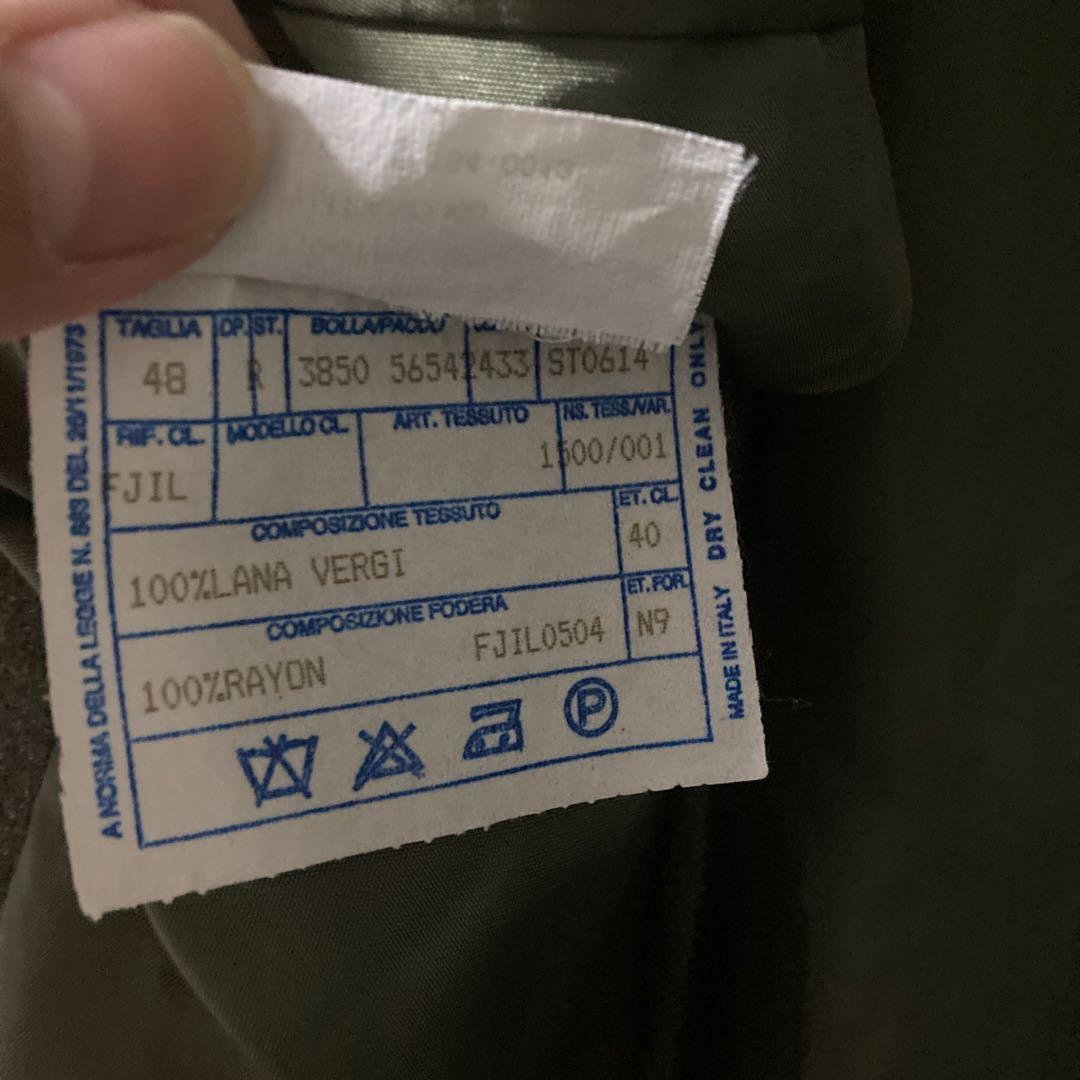 TAGLIA DP. ST. BOLLA/PACCO
48 R 3850 56542433 ST0614
RIF. CL. MODELLO CL. ART. TESSUTO NS. TESS./VAR.
FJIL 1500/001
COMPOSIZIONE TESSUTO ET. CL.
100%LANA VERGI 40
COMPOSIZIONE FODERA ET. FOR.
100%RAYON FJIL0504 N9
P
A NORMA DELLA LEGGE N. 883 DEL 26/11/1973
MADE IN ITALY DRY CLEAN ONLY